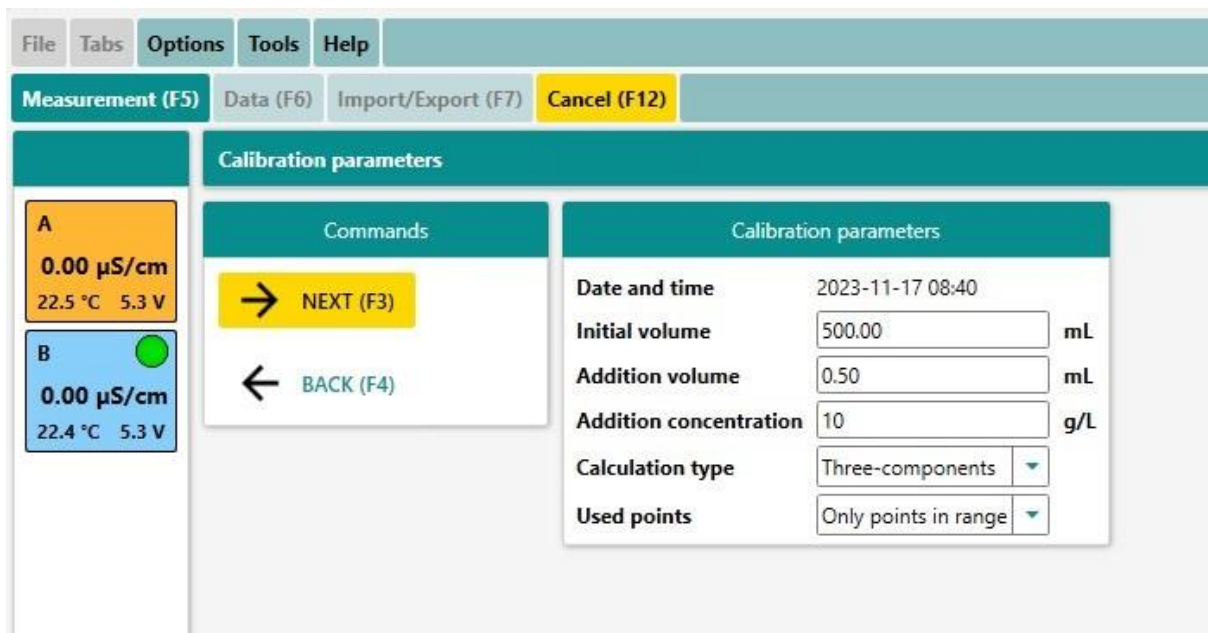 File Tabs Options Tools Help
Measurement (F5) Data (F6) Import/Export (F7) Cancel (F12)
Calibration parameters
A
0.00 µS/cm
22.5 °C 5.3 V
B
0.00 µS/cm
22.4 °C 5.3 V
Commands
NEXT (F3)
BACK (F4)
Calibration parameters
Date and time 2023-11-17 08:40
Initial volume 500.00 mL
Addition volume 0.50 mL
Addition concentration 10 g/L
Calculation type Three-components
Used points Only points in range